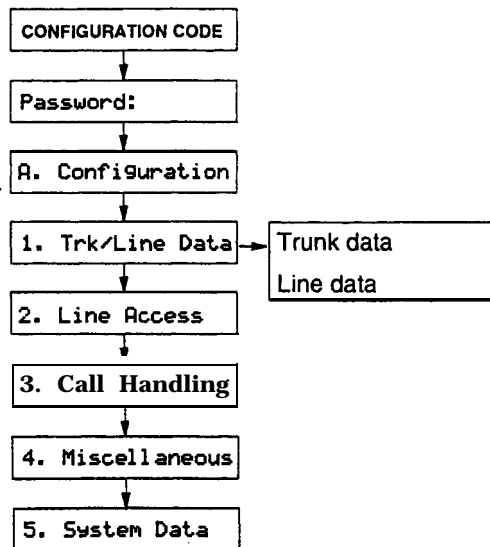 CONFIGURATION CODE
Password:
A. Configuration
1. Trk/Line Data
Trunk data
Line data
2. Line Access
3. Call Handling
4. Miscellaneous
5. System Data